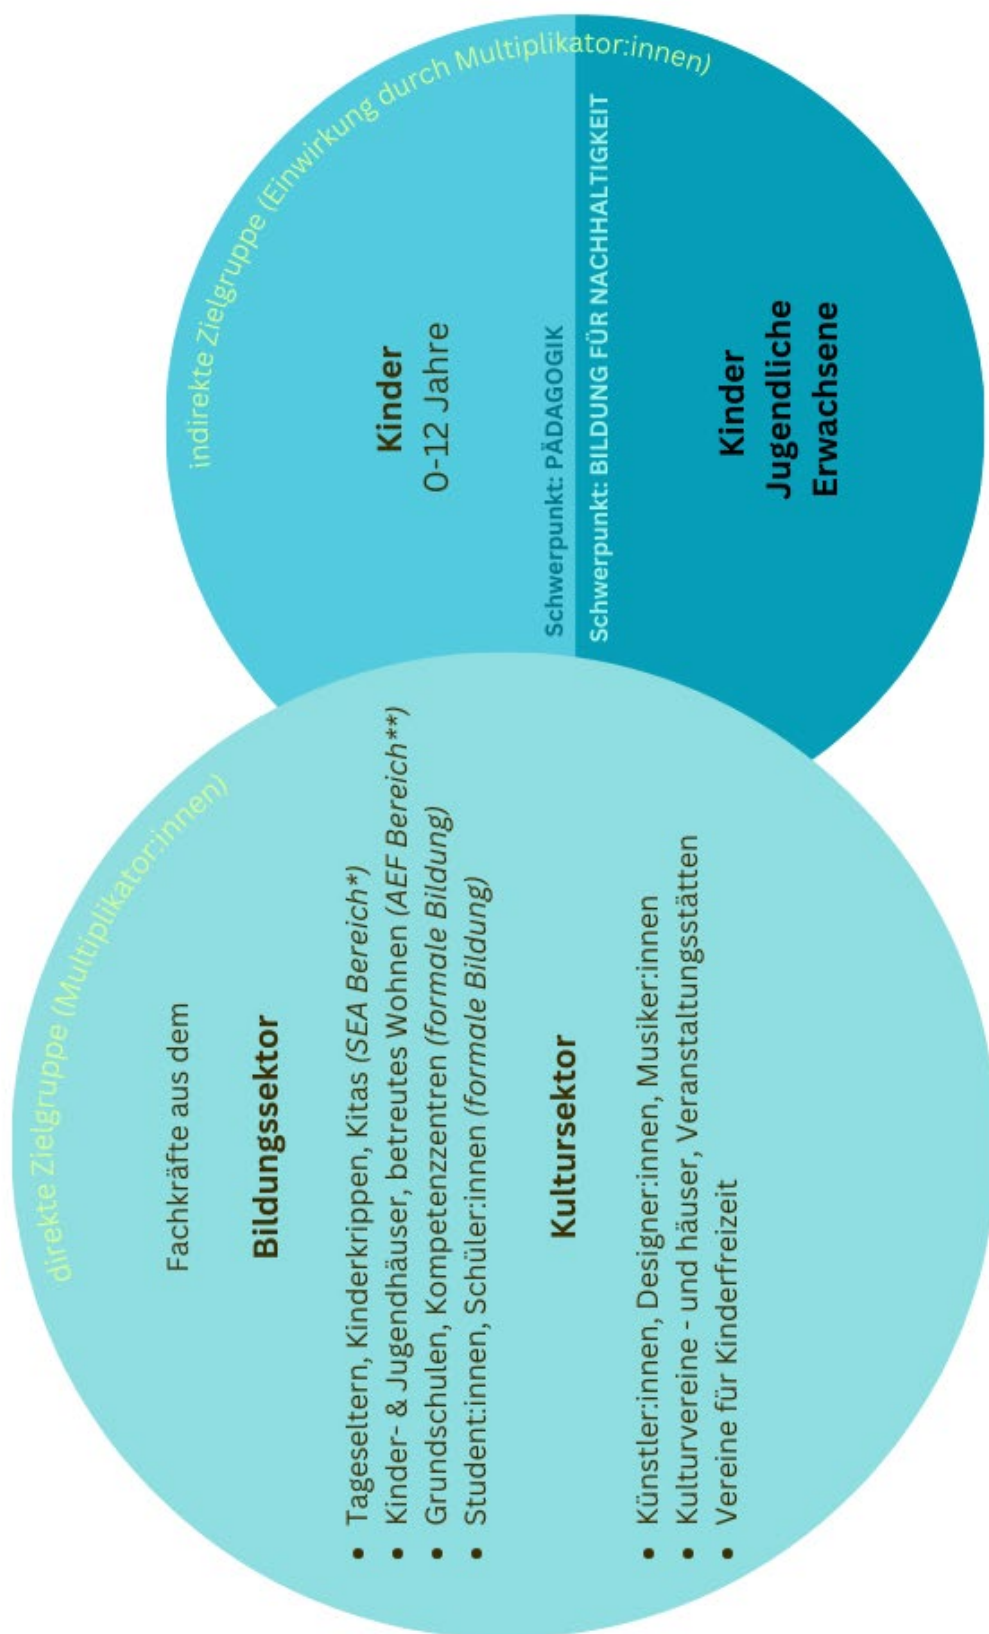 direkte Zielgruppe (Multiplikator:innen)
Fachkräfte aus dem
Bildungssektor
• Tageseltern, Kinderkrippen, Kitas (SEA Bereich*)
• Kinder- & Jugendhäuser, betreutes Wohnen (AEF Bereich**)
• Grundschulen, Kompetenzzentren (formale Bildung)
• Student:innen, Schüler:innen (formale Bildung)
Kultursektor
• Künstler:innen, Designer:innen, Musiker:innen
• Kulturvereine - und häuser, Veranstaltungsstätten
• Vereine für Kinderfreizeit
indirekte Zielgruppe (Einwirkung durch Multiplikator:innen)
Kinder
0-12 Jahre
Schwerpunkt: PÄDAGOGIK
Schwerpunkt: BILDUNG FÜR NACHHALTIGKEIT
Kinder
Jugendliche
Erwachsene